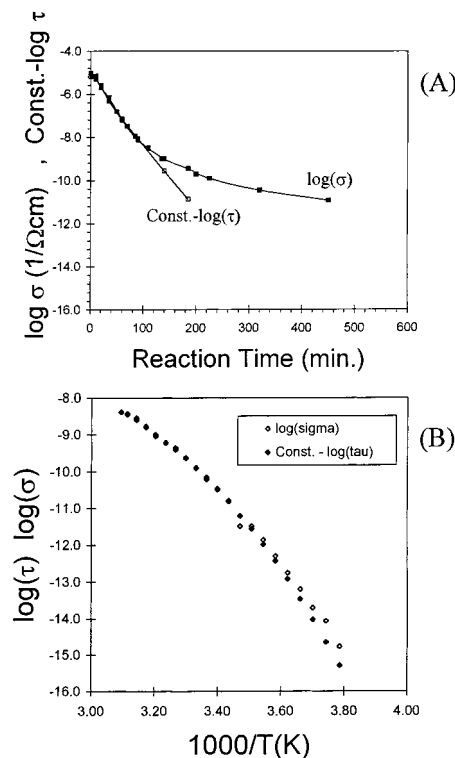 (A)
log σ (1/Ωcm) , Const.-log τ
-4.0
-6.0
-8.0
-10.0
-12.0
-14.0
-16.0
log(σ)
Const.-log(τ)
0 100 200 300 400 500 600
Reaction Time (min.)
(B)
log(τ) log(σ)
-8.0
-9.0
-10.0
-11.0
-12.0
-13.0
-14.0
-15.0
-16.0
log(sigma)
Const. - log(tau)
3.00 3.20 3.40 3.60 3.80 4.00
1000/T(K)